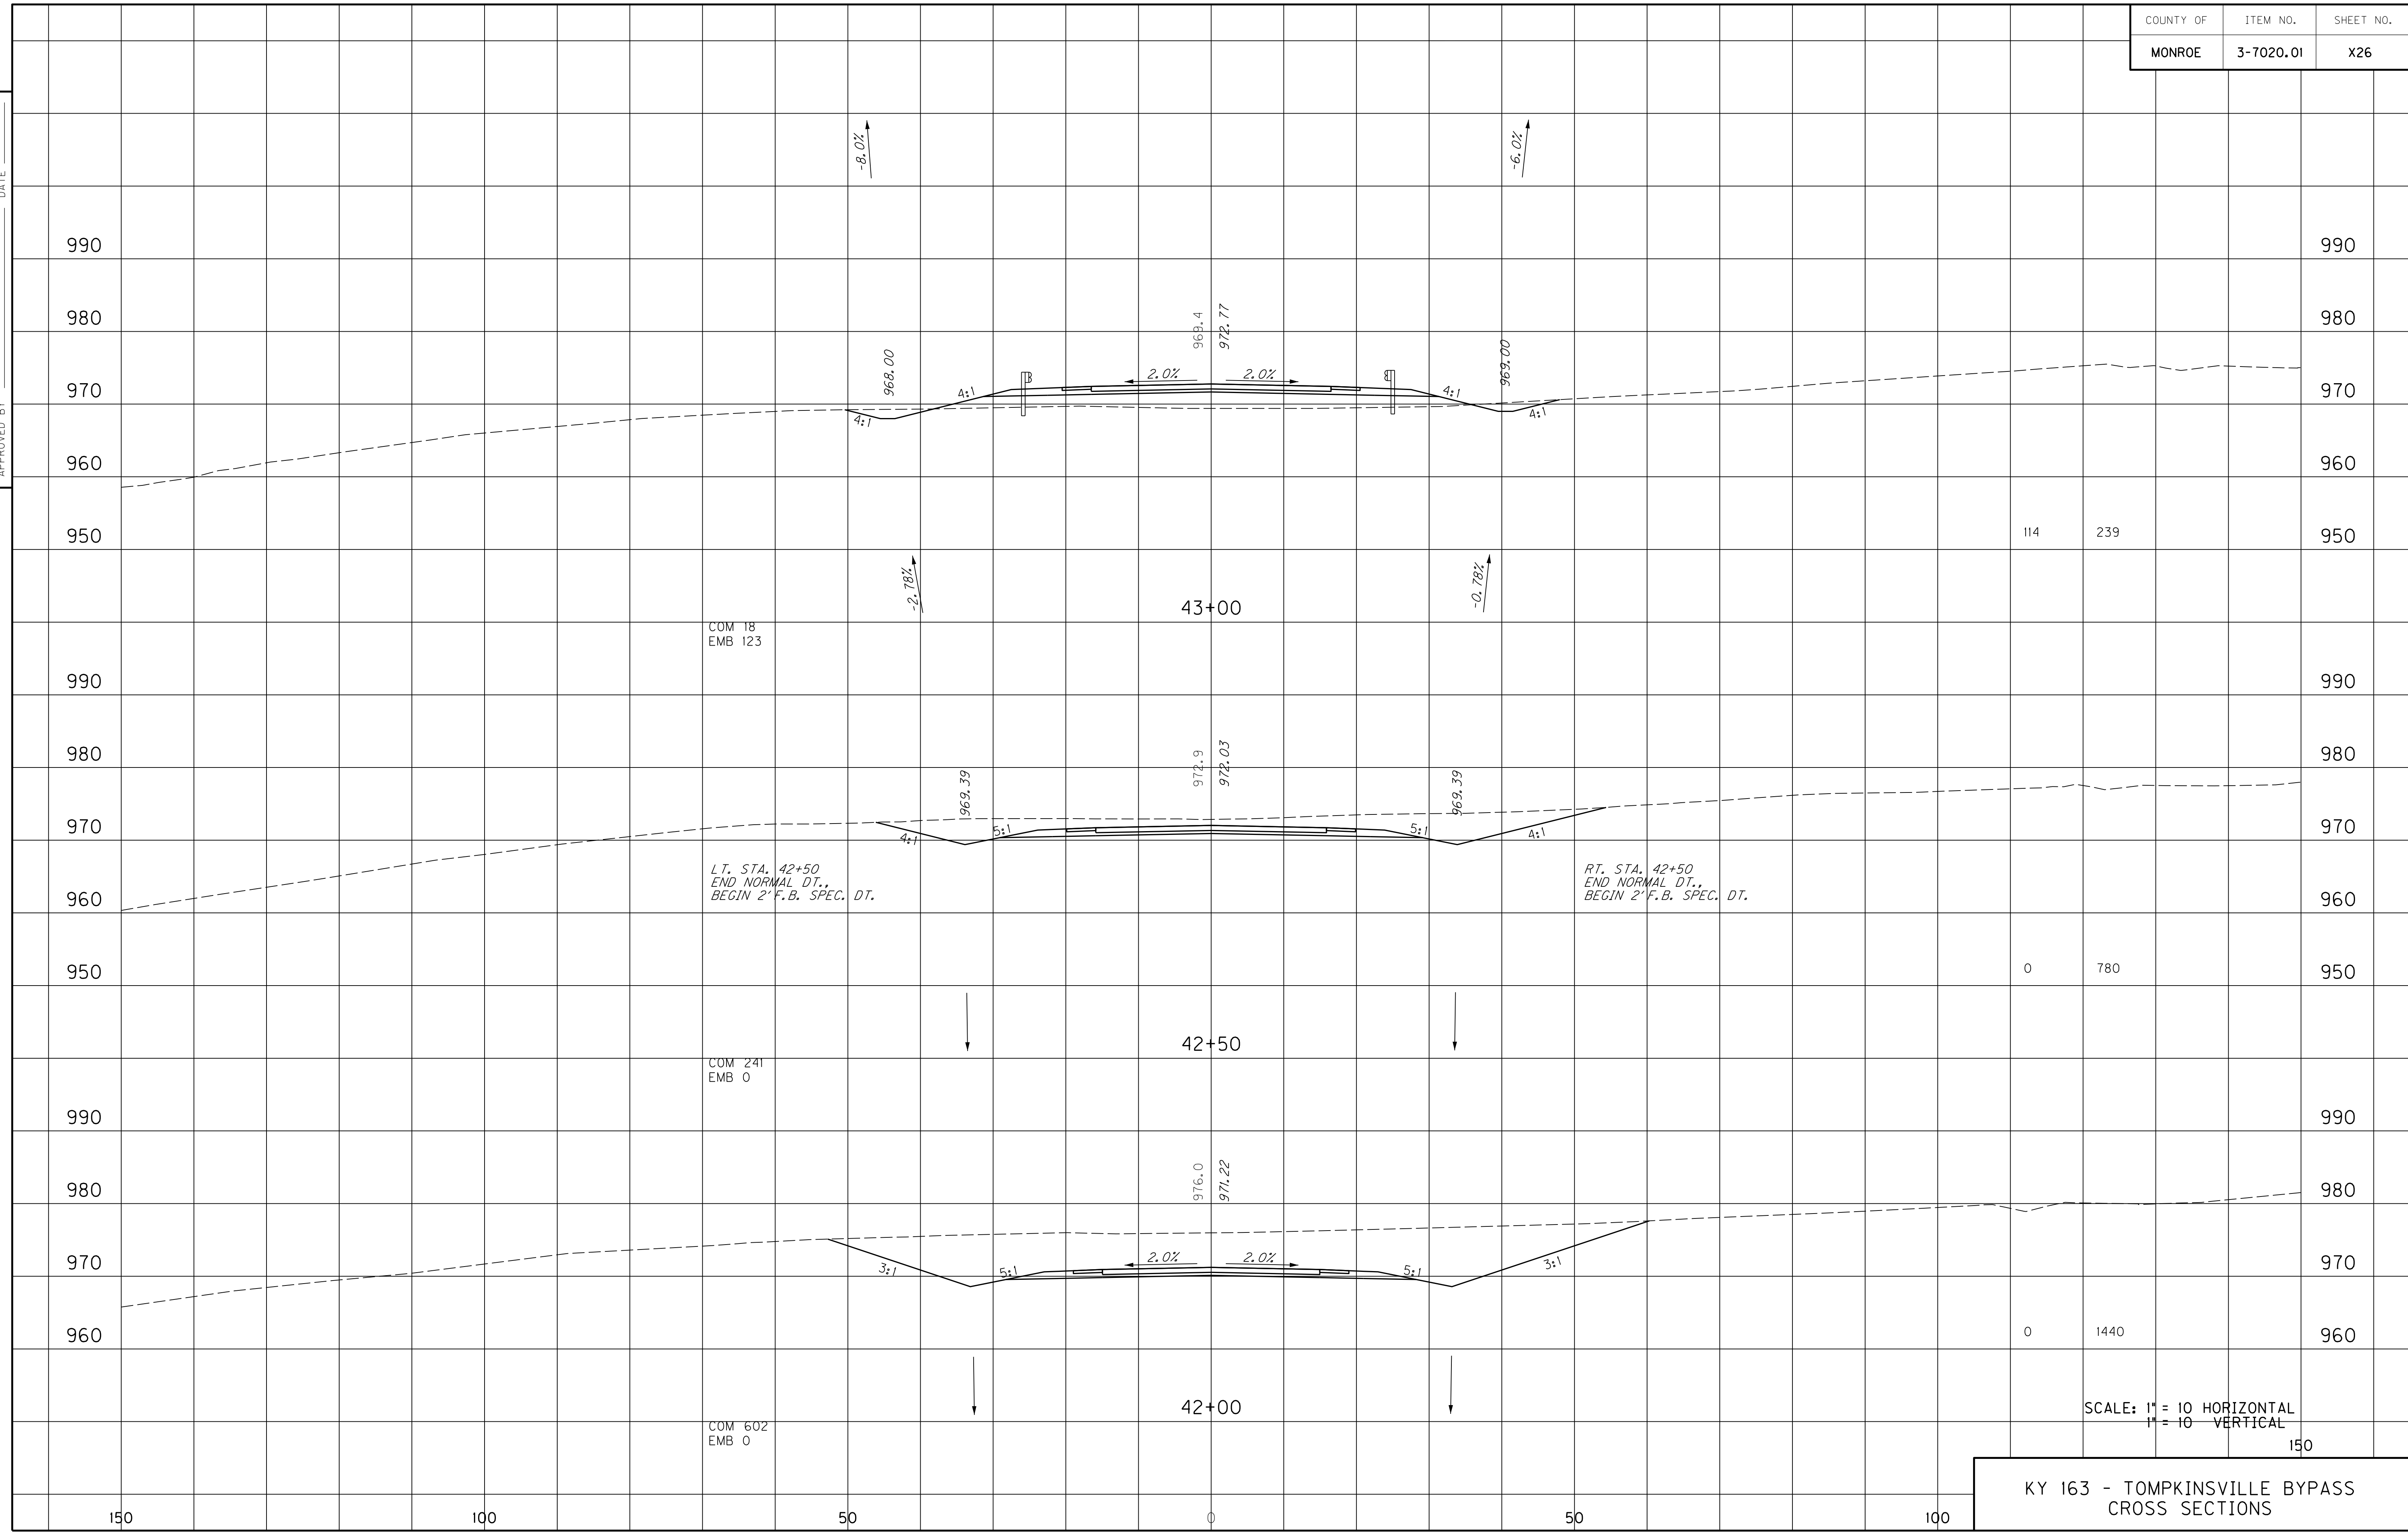 COUNTY OF ITEM NO. SHEET NO.
MONROE 3-7020.01 X26
APPROVED BY DATE
-8.0% -6.0%
990 990
980 969.4 972.77 980
968.00 2.0% 2.0% 969.00
970 4:1 4:1 4:1 4:1 970
960 960
950 114 239 950
-2.78% -0.78%
43+00
COM 18
EMB 123
990 990
980 972.9 972.03 980
969.39 969.39
970 4:1 5:1 5:1 4:1 970
LT. STA. 42+50
END NORMAL DT.,
BEGIN 2' F.B. SPEC. DT.
RT. STA. 42+50
END NORMAL DT.,
BEGIN 2' F.B. SPEC. DT.
960 960
950 0 780 950
42+50
COM 241
EMB 0
990 990
980 976.0 971.22 980
2.0% 2.0%
970 3:1 5:1 5:1 3:1 970
960 0 1440 960
42+00
COM 602
EMB 0
SCALE: 1" = 10 HORIZONTAL
1" = 10 VERTICAL
150
KY 163 - TOMPKINSVILLE BYPASS
CROSS SECTIONS
150 100 50 0 50 100